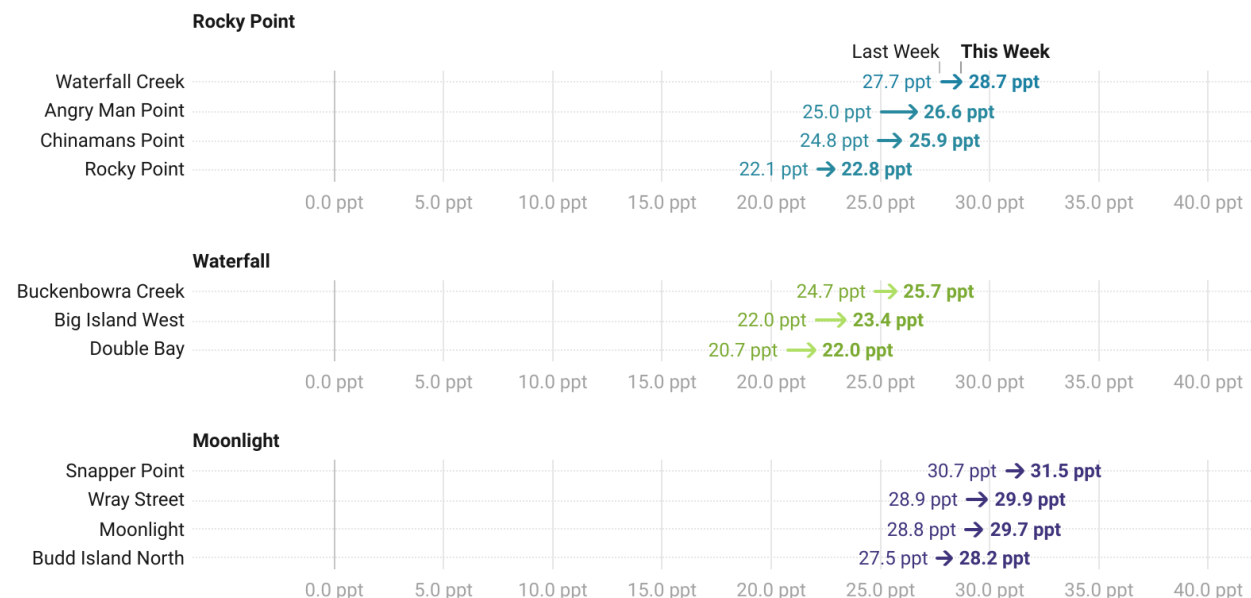 Rocky Point
Last Week This Week
Waterfall Creek 27.7 ppt 28.7 ppt
Angry Man Point 25.0 ppt 26.6 ppt
Chinamans Point 24.8 ppt 25.9 ppt
Rocky Point 22.1 ppt 22.8 ppt
0.0 ppt 5.0 ppt 10.0 ppt 15.0 ppt 20.0 ppt 25.0 ppt 30.0 ppt 35.0 ppt 40.0 ppt
Waterfall
Buckenbowra Creek 24.7 ppt 25.7 ppt
Big Island West 22.0 ppt 23.4 ppt
Double Bay 20.7 ppt 22.0 ppt
0.0 ppt 5.0 ppt 10.0 ppt 15.0 ppt 20.0 ppt 25.0 ppt 30.0 ppt 35.0 ppt 40.0 ppt
Moonlight
Snapper Point 30.7 ppt 31.5 ppt
Wray Street 28.9 ppt 29.9 ppt
Moonlight 28.8 ppt 29.7 ppt
Budd Island North 27.5 ppt 28.2 ppt
0.0 ppt 5.0 ppt 10.0 ppt 15.0 ppt 20.0 ppt 25.0 ppt 30.0 ppt 35.0 ppt 40.0 ppt